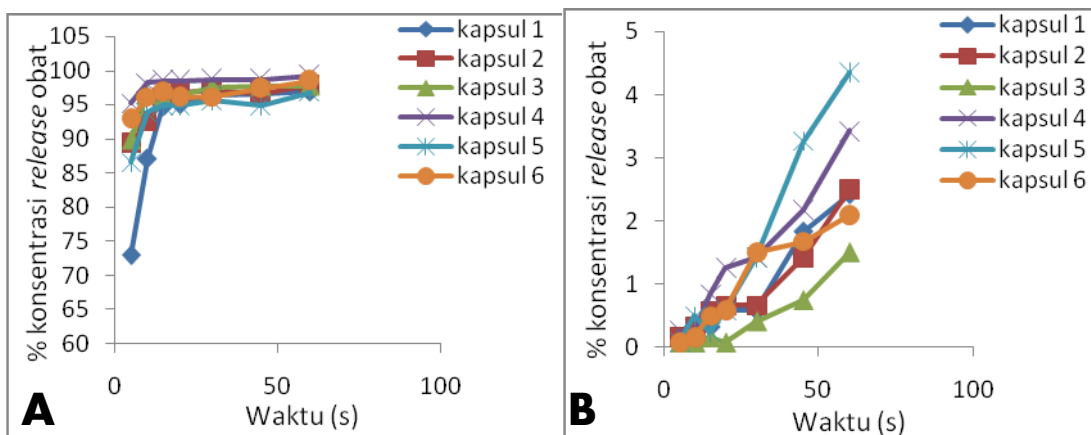 % konsentrasi release obat
105
100
95
90
85
80
75
70
65
60
0
50
100
Waktu (s)
kapsul 1
kapsul 2
kapsul 3
kapsul 4
kapsul 5
kapsul 6
A
% konsentrasi release obat
5
4
3
2
1
0
0
50
100
Waktu (s)
kapsul 1
kapsul 2
kapsul 3
kapsul 4
kapsul 5
kapsul 6
B